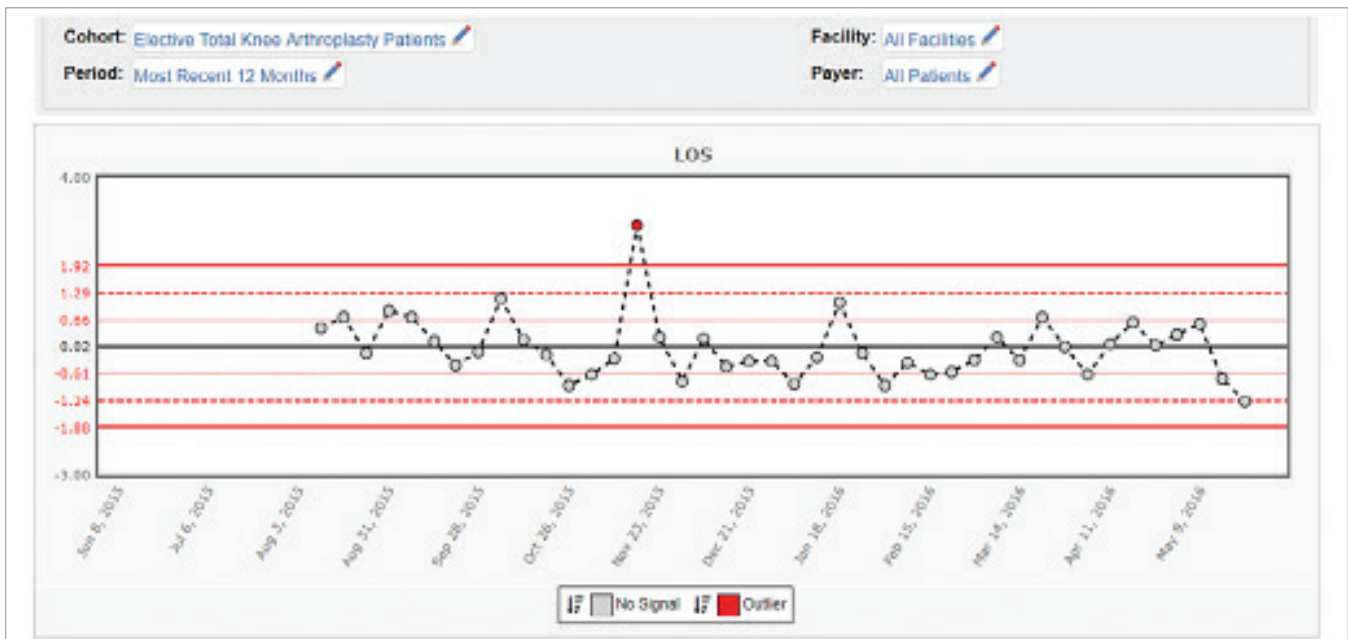 Cohort: Elective Total Knee Arthroplasty Patients Facility: All Facilities
Period: Most Recent 12 Months Payer: All Patients
LOS
4.00
1.92
1.29
0.66
0.02
-0.61
-1.24
-1.88
-3.00
Jun 8, 2015 Jul 6, 2015 Aug 3, 2015 Aug 31, 2015 Sep 28, 2015 Oct 26, 2015 Nov 23, 2015 Dec 21, 2015 Jan 18, 2016 Feb 15, 2016 Mar 14, 2016 Apr 11, 2016 May 9, 2016
No Signal Outlier